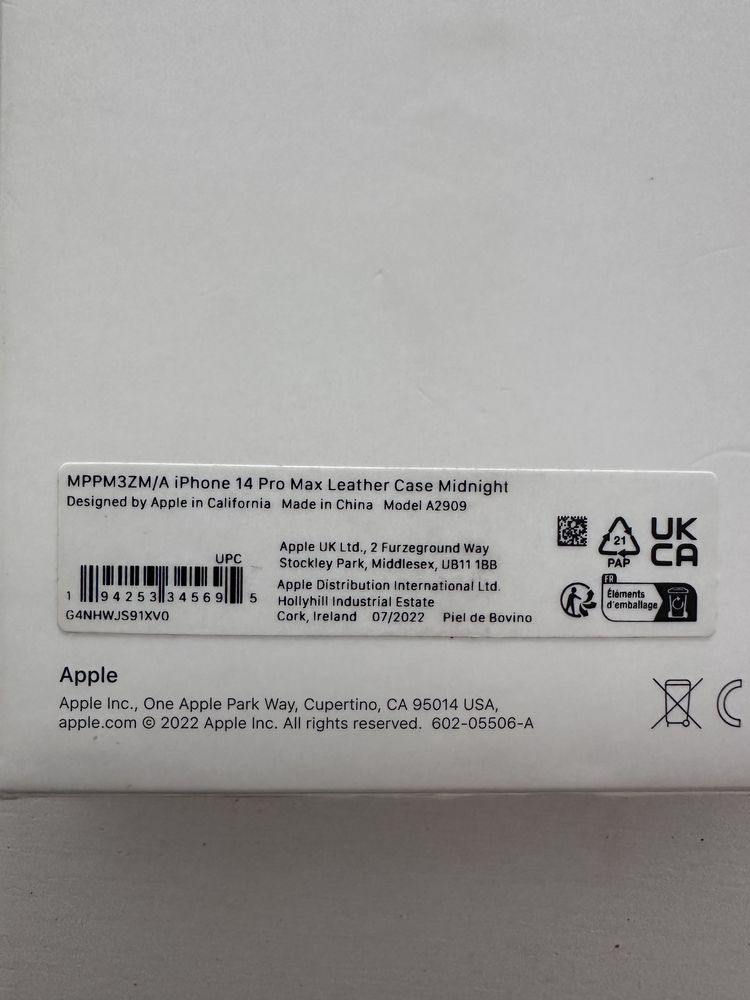 MPPM3ZM/A iPhone 14 Pro Max Leather Case Midnight
Designed by Apple in California Made in China Model A2909
UPC
1 94253 34569 5
G4NHWJS91XV0
Apple UK Ltd., 2 Furzeground Way
Stockley Park, Middlesex, UB11 1BB
Apple Distribution International Ltd.
Hollyhill Industrial Estate
Cork, Ireland 07/2022 Piel de Bovino
21
PAP
UK
CA
FR
Éléments
d'emballage
Apple
Apple Inc., One Apple Park Way, Cupertino, CA 95014 USA,
apple.com © 2022 Apple Inc. All rights reserved. 602-05506-A